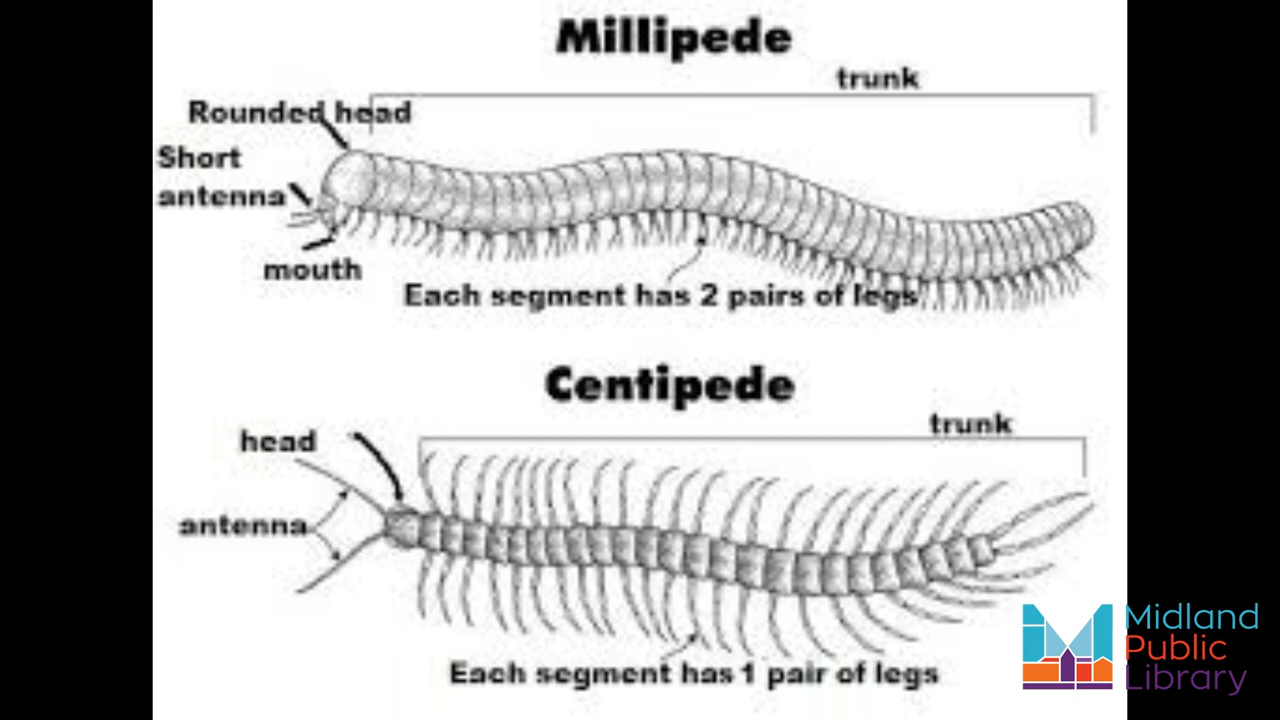 Millipede
trunk
Rounded head
Short
antenna
mouth
Each segment has 2 pairs of legs
Centipede
trunk
head
antenna
Each segment has 1 pair of legs
Midland
Public
Library